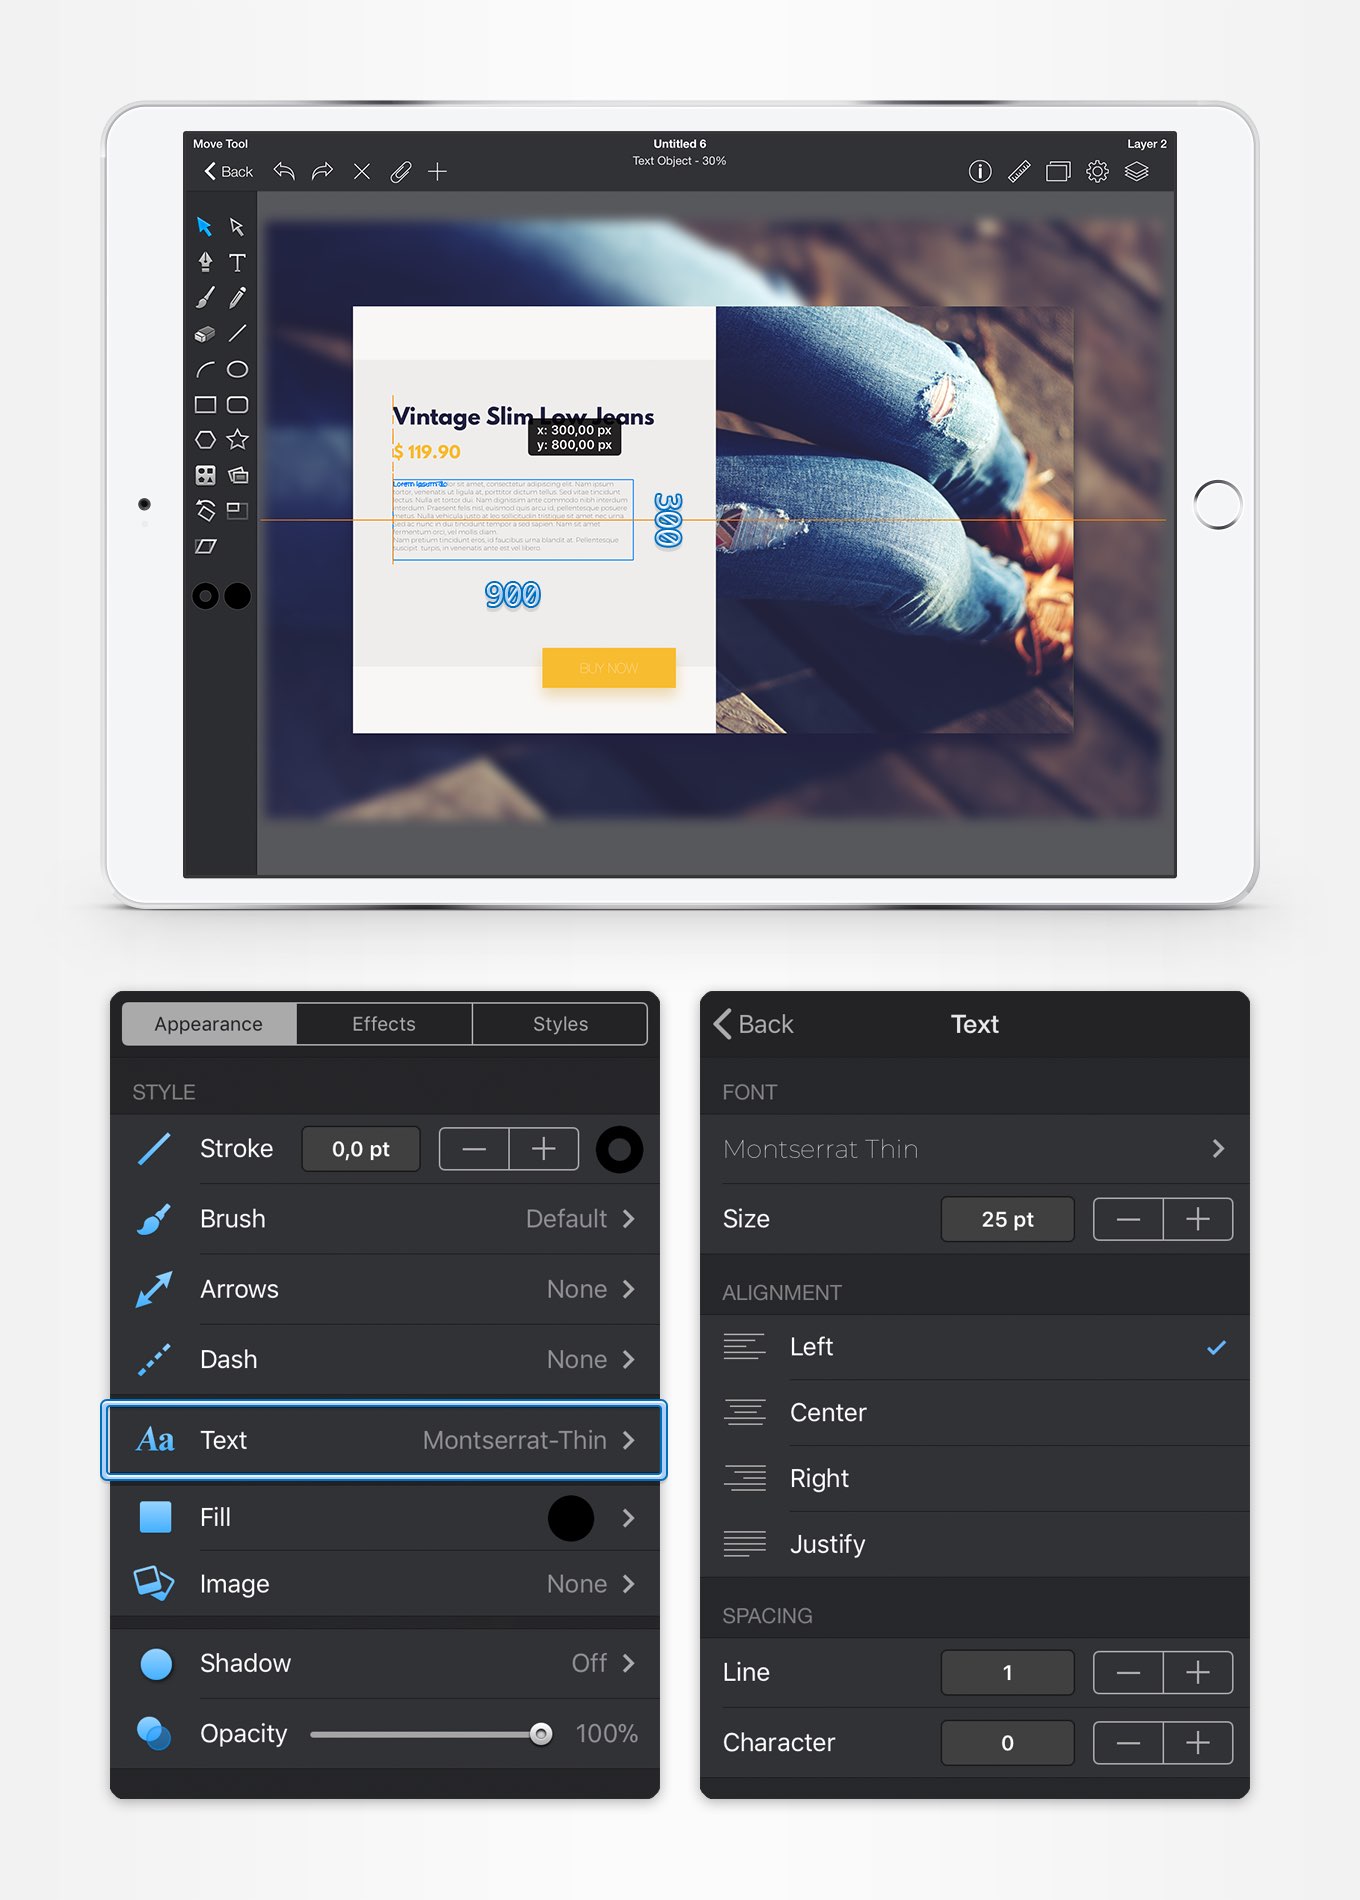 Move Tool
Untitled 6
Layer 2
Back
Text Object - 30%
Vintage Slim Low Jeans
x: 300,00 px
y: 800,00 px
$ 119.90
Lorem ipsum dolor sit amet, consectetur adipiscing elit. Nam ipsum
tortor, venenatis ut ligula at, porttitor dictum tellus. Sed vitae tincidunt
lectus. Nulla et tortor dui. Nam dignissim ante commodo nibh interdum
interdum. Praesent felis nisl, euismod quis arcu id, pellentesque posuere
metus. Nulla vehicula justo at leo sollicitudin tristique sit amet nec urna.
Sed ac nunc in dui tincidunt tempor a sed sapien. Nam sit amet
fermentum orci, vel mollis diam.
Nam pretium tincidunt eros, id faucibus urna blandit at. Pellentesque
suscipit turpis, in venenatis ante est vel libero
300
900
BUY NOW
Appearance
Effects
Styles
STYLE
Stroke
0,0 pt
Brush
Default
Arrows
None
Dash
None
Aa
Text
Montserrat-Thin
Fill
Image
None
Shadow
Off
Opacity
100%
Back
Text
FONT
Montserrat Thin
Size
25 pt
ALIGNMENT
Left
Center
Right
Justify
SPACING
Line
1
Character
0